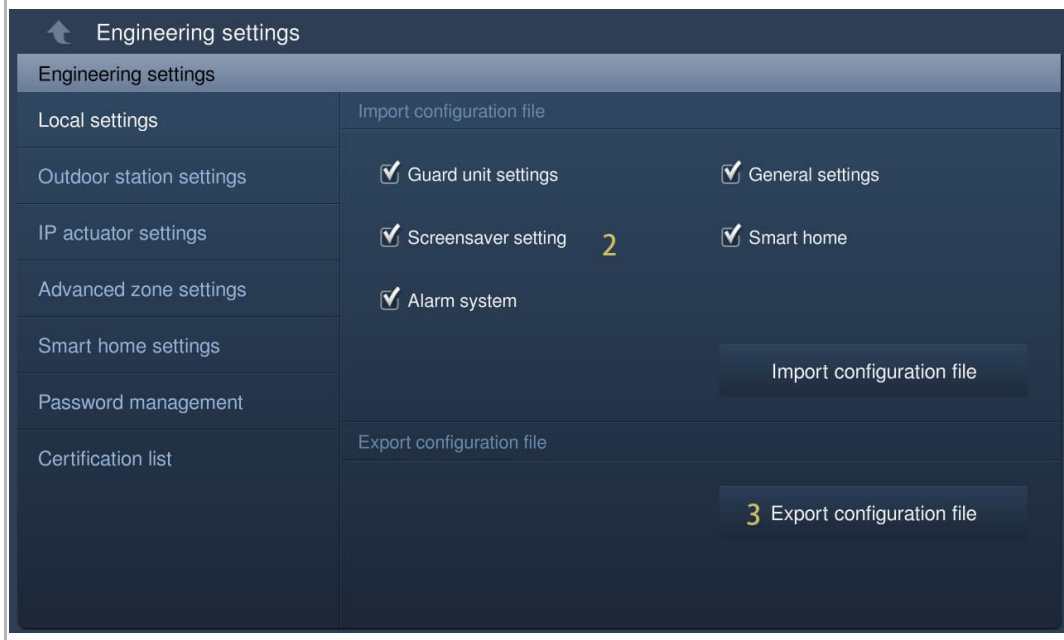 Engineering settings
Engineering settings
Local settings
Outdoor station settings
IP actuator settings
Advanced zone settings
Smart home settings
Password management
Certification list
Import configuration file
Guard unit settings
General settings
Screensaver setting
2
Smart home
Alarm system
Import configuration file
Export configuration file
3 Export configuration file